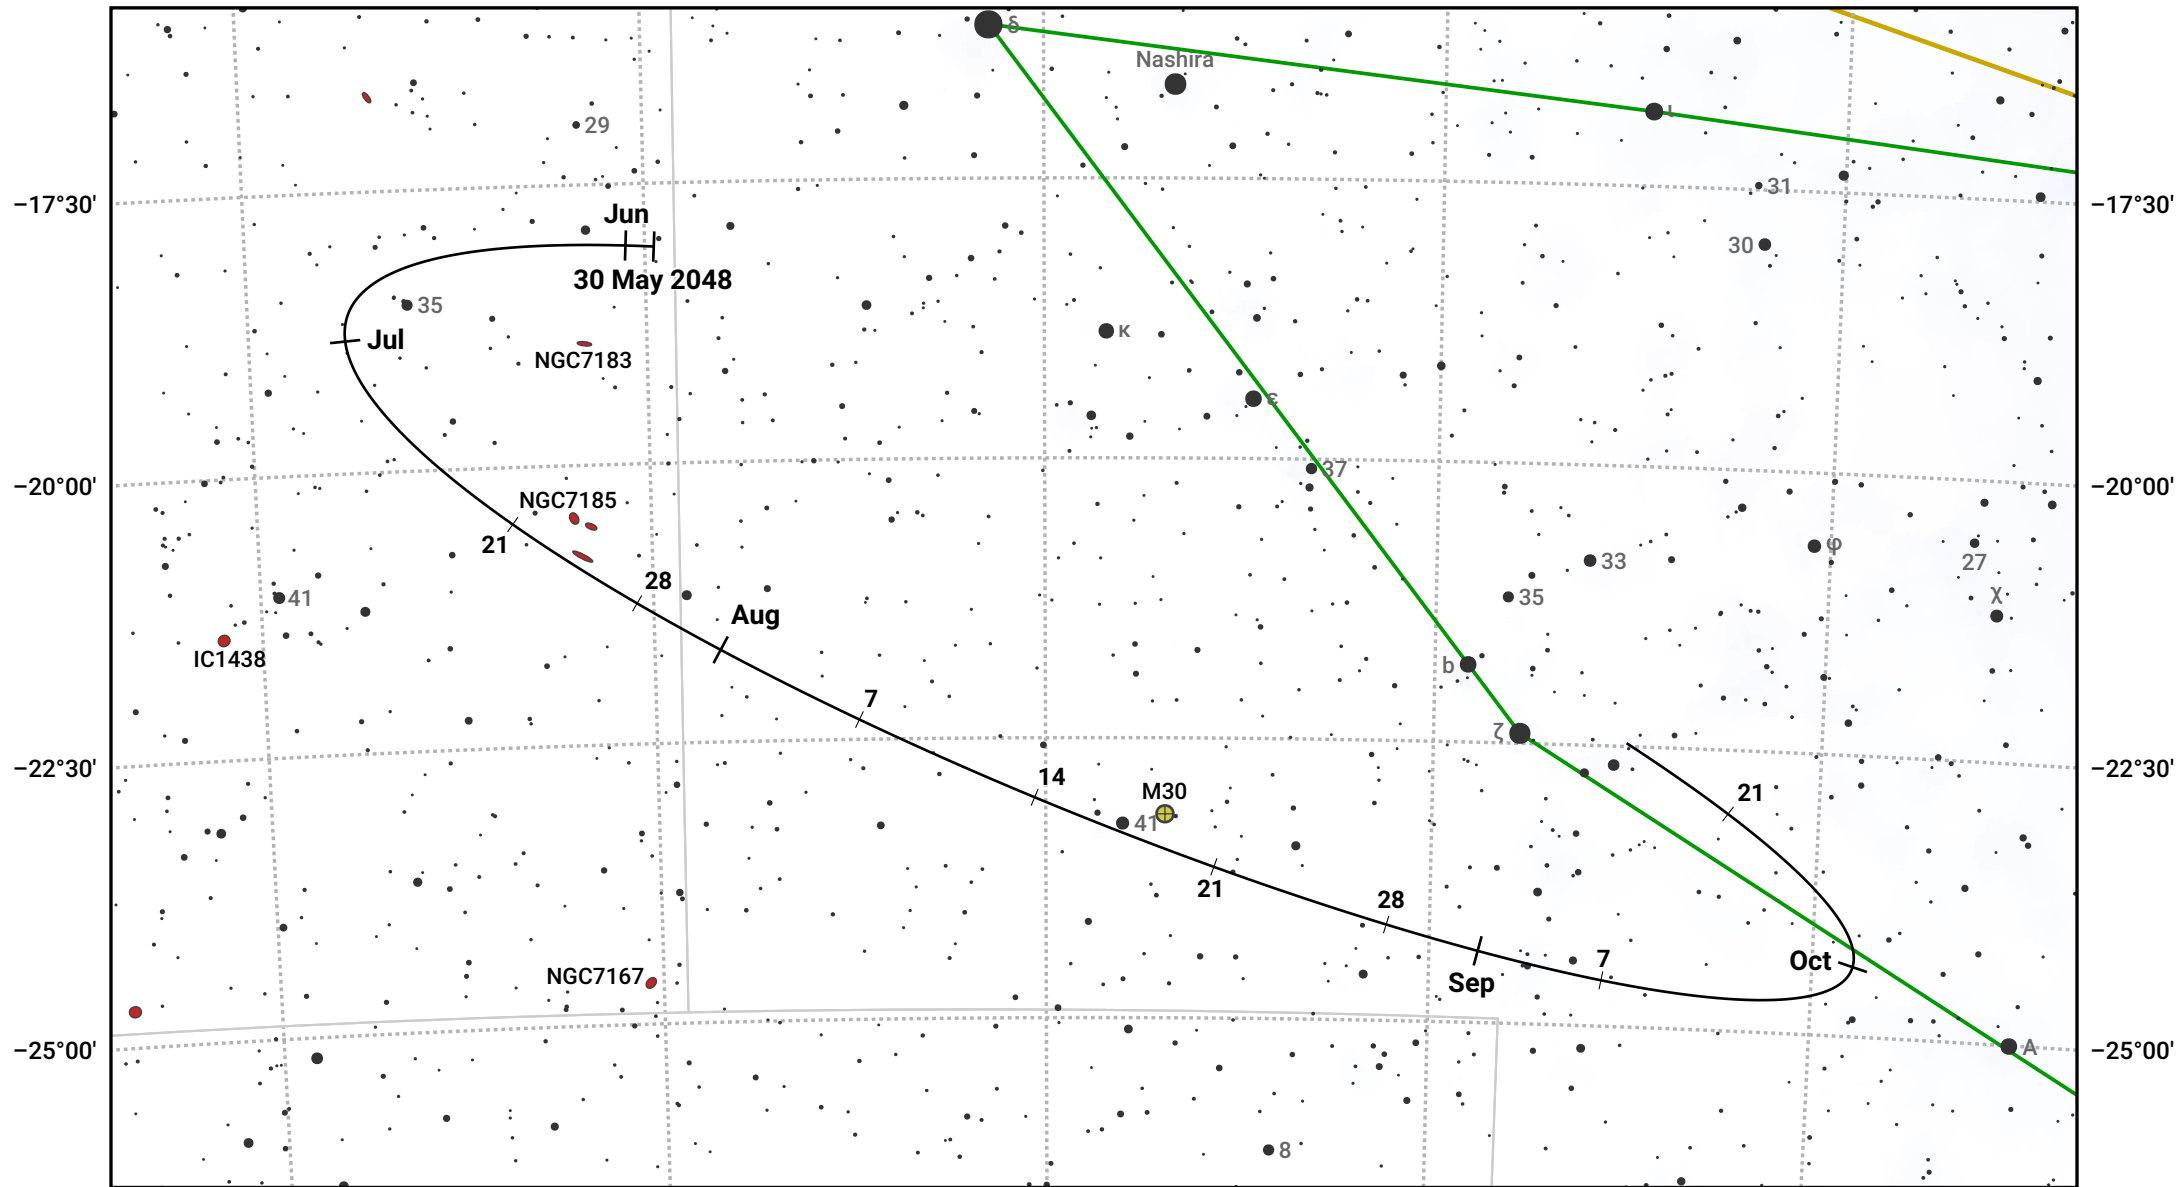 δ
Nashira
ι
29
31
−17°30'
−17°30'
Jun
30
30 May 2048
35
κ
Jul
NGC7183
ε
37
−20°00'
−20°00'
NGC7185
21
φ
33
27
28
41
35
χ
Aug
IC1438
b
7
ζ
−22°30'
−22°30'
14
M30
21
41
21
28
7
Oct
NGC7167
Sep
−25°00'
−25°00'
A
8